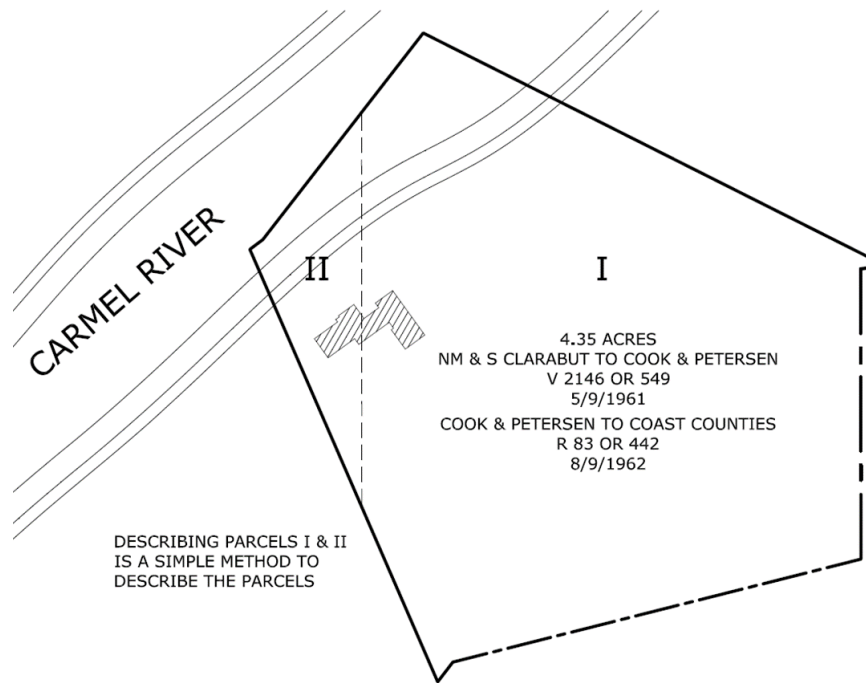 CARMEL RIVER
II
I
4.35 ACRES
NM & S CLARABUT TO COOK & PETERSEN
V 2146 OR 549
5/9/1961
COOK & PETERSEN TO COAST COUNTIES
R 83 OR 442
8/9/1962
DESCRIBING PARCELS I & II
IS A SIMPLE METHOD TO
DESCRIBE THE PARCELS